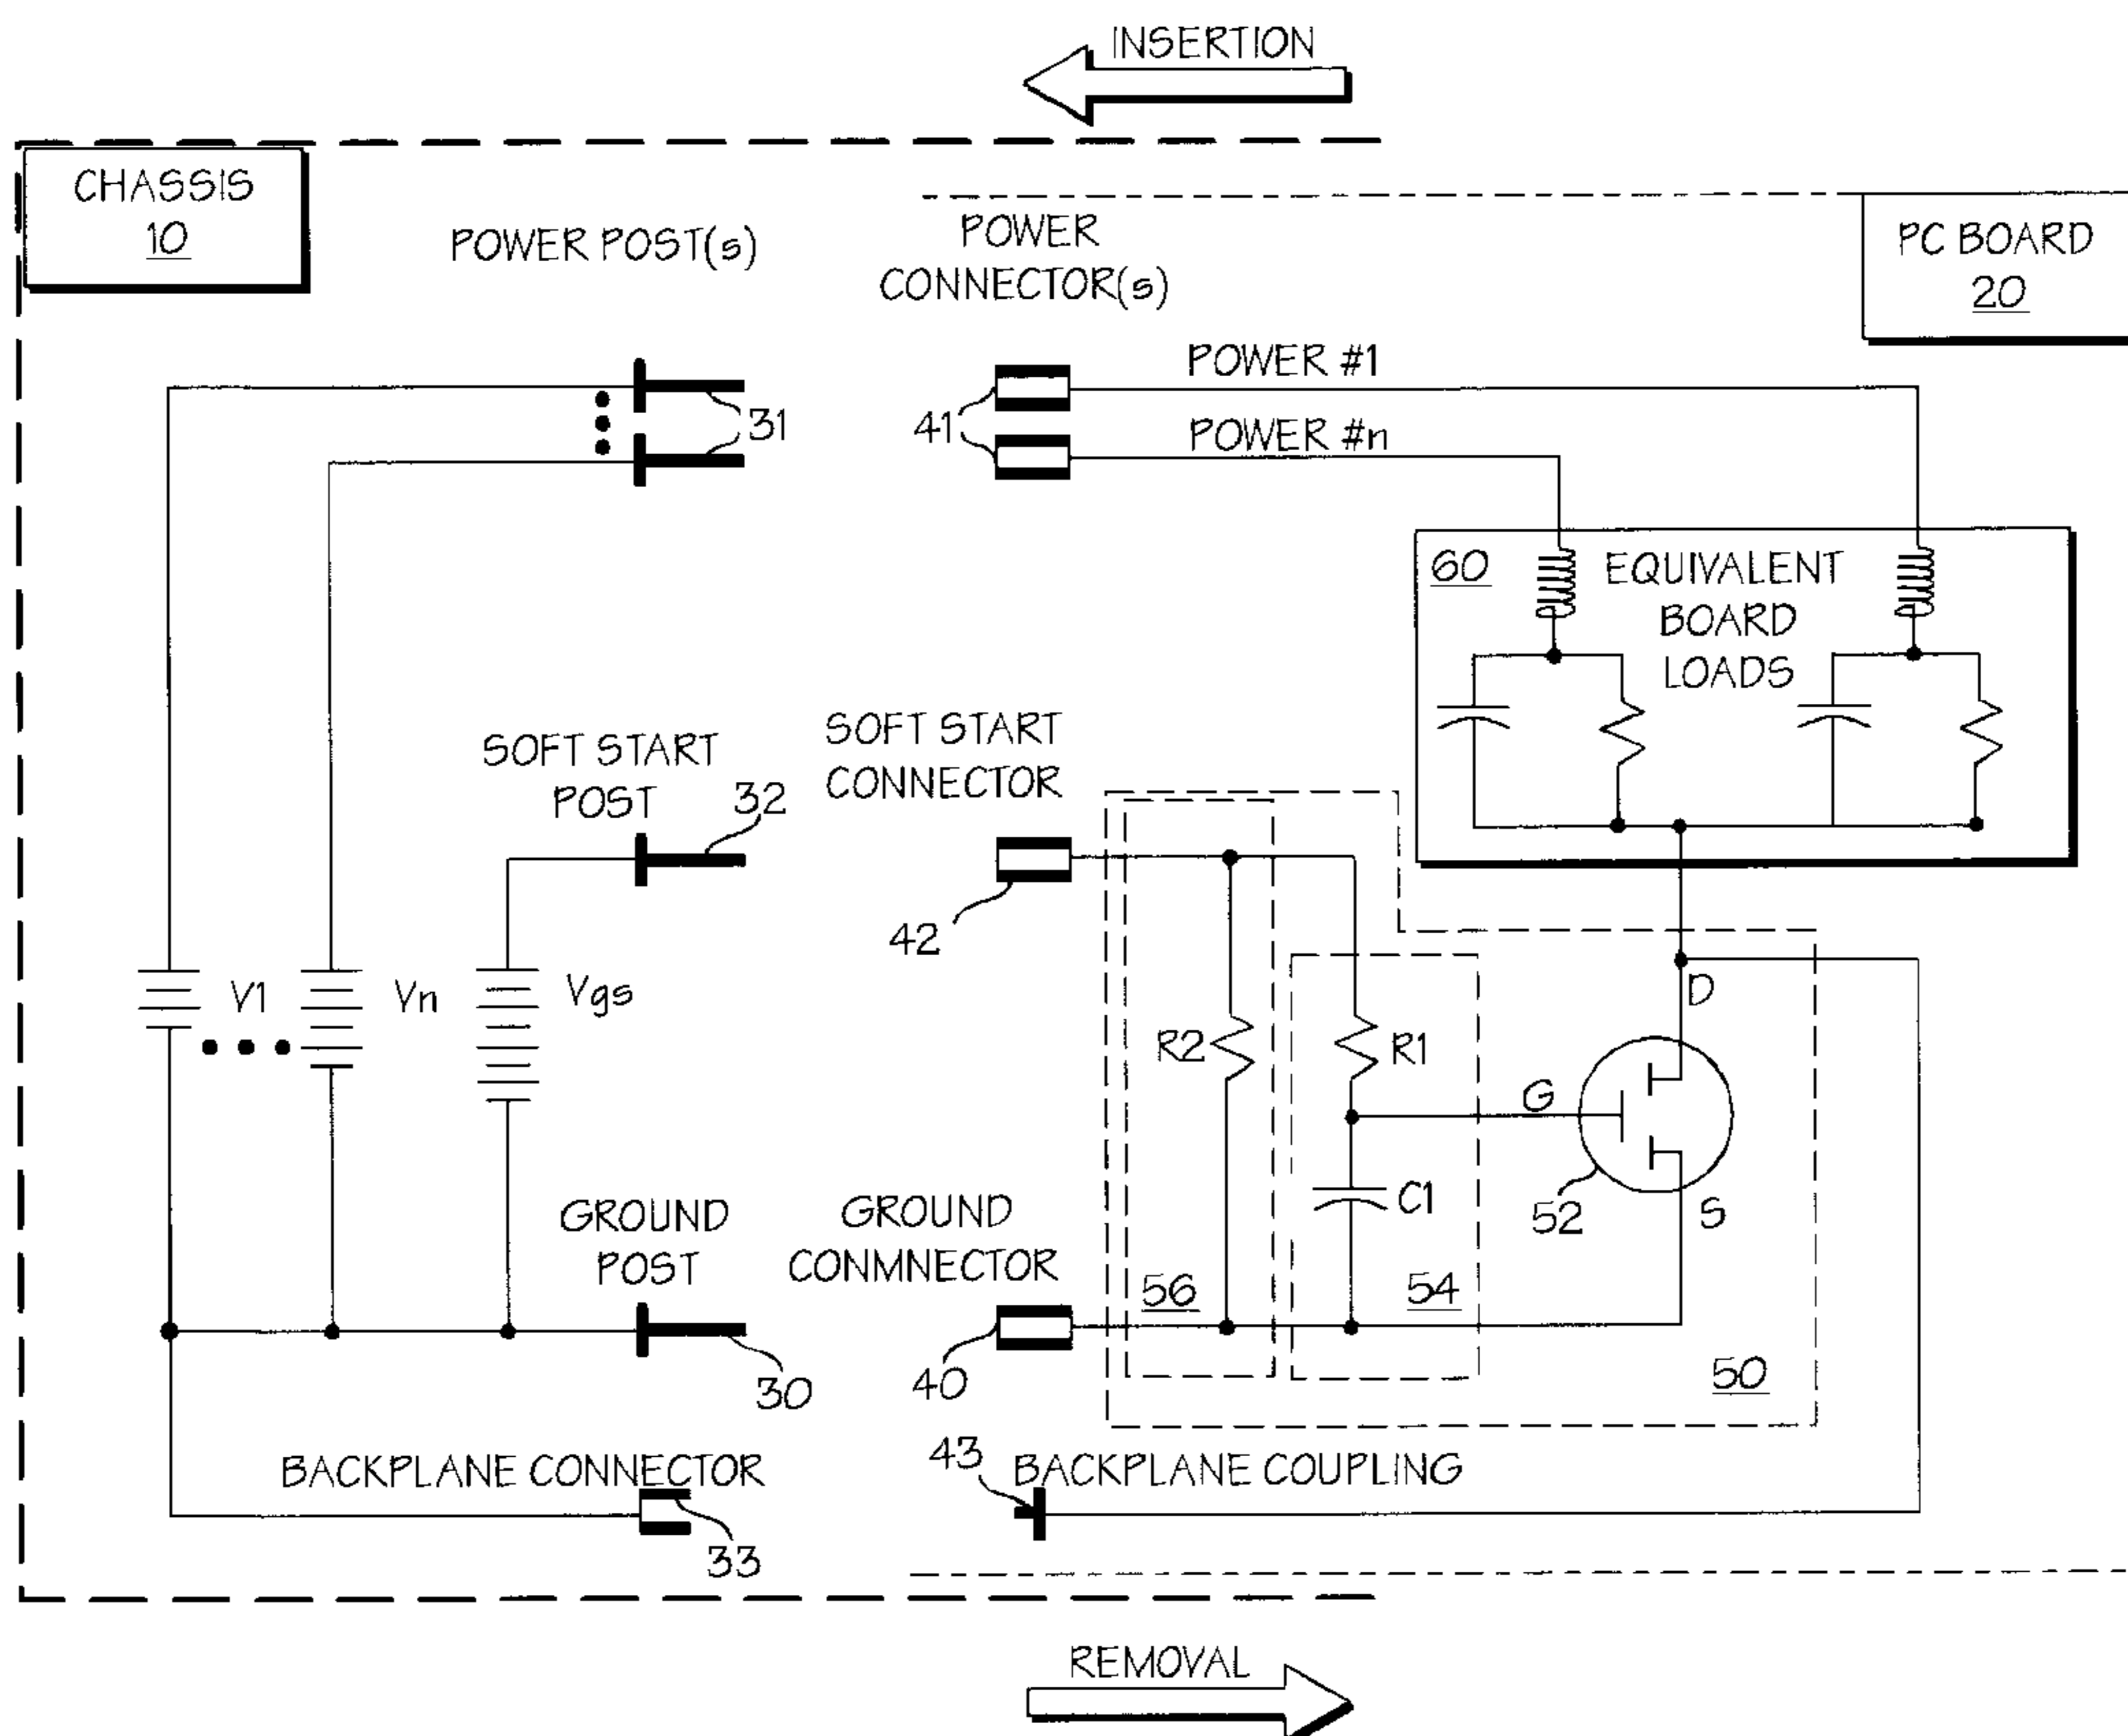 INSERTION
CHASSIS
10
POWER POST(s)
POWER
CONNECTOR(s)
PC BOARD
20
POWER #1
31
41
POWER #n
60
EQUIVALENT
BOARD
LOADS
SOFT START
POST
32
SOFT START
CONNECTOR
42
V1
Vn
Vgs
D
R2
R1
G
C1
52
S
GROUND
POST
GROUND
CONMNECTOR
56
54
30
40
50
BACKPLANE CONNECTOR
43
BACKPLANE COUPLING
33
REMOVAL